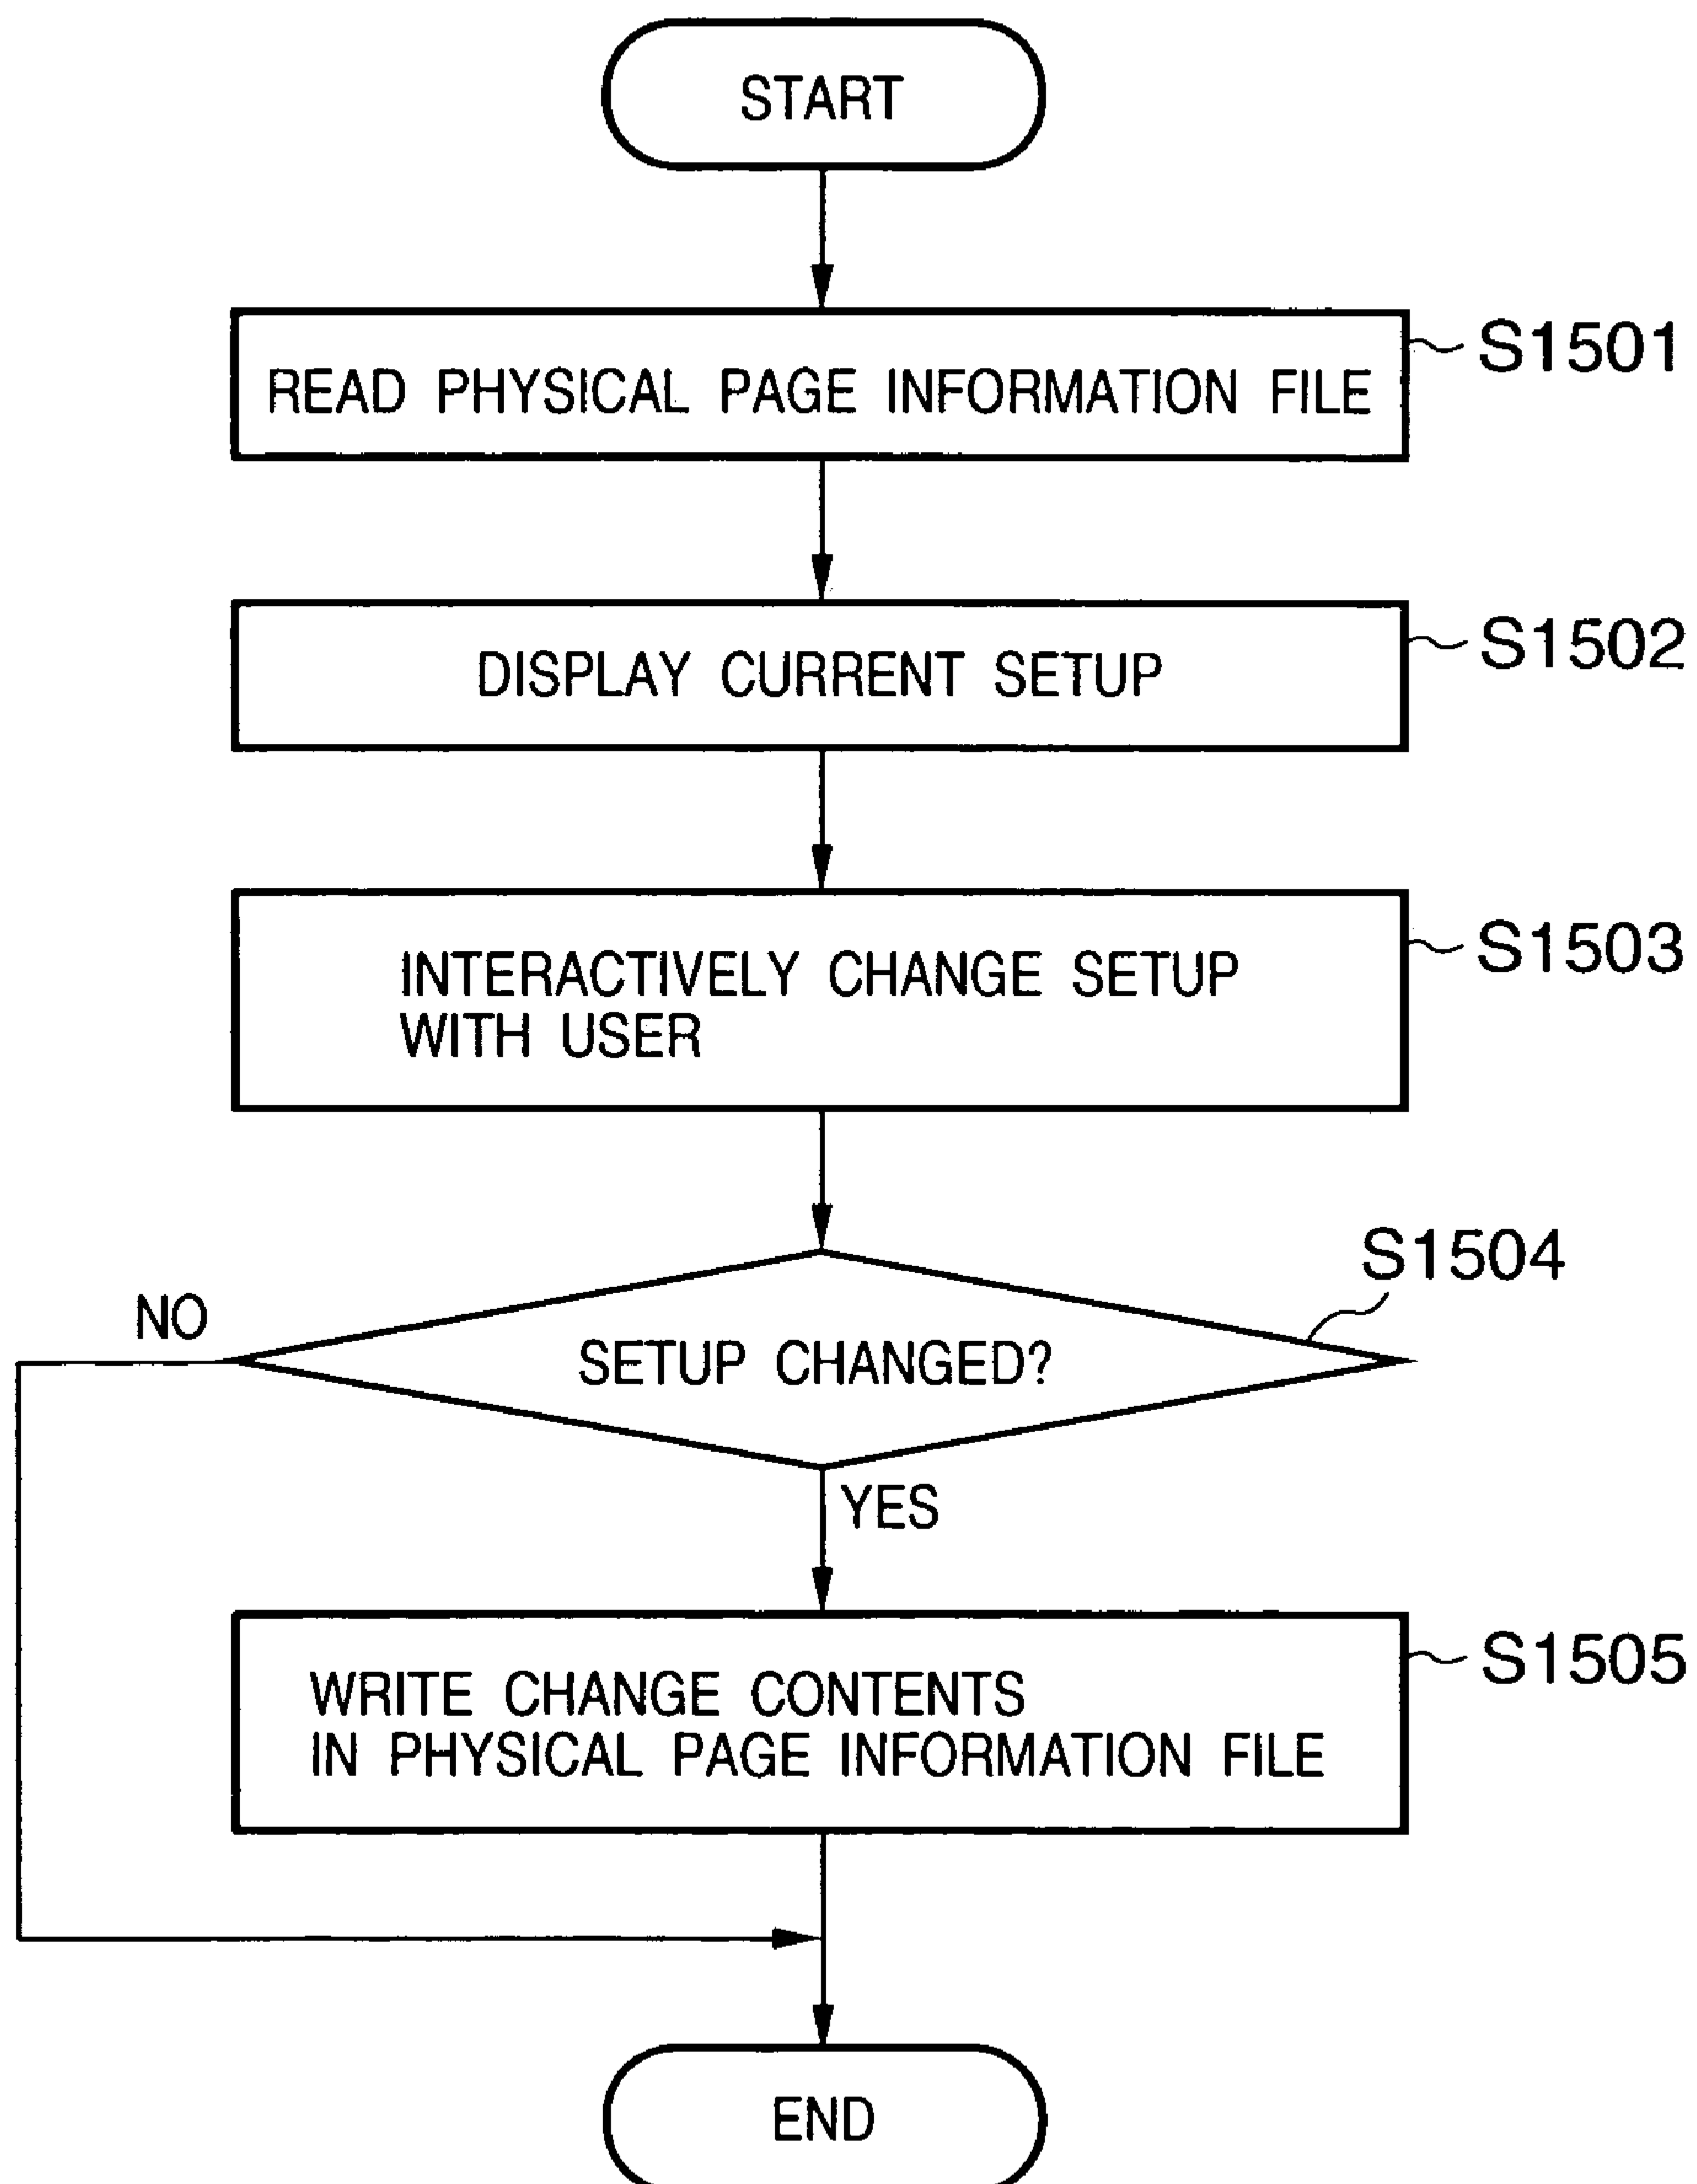 START
READ PHYSICAL PAGE INFORMATION FILE
S1501
DISPLAY CURRENT SETUP
S1502
INTERACTIVELY CHANGE SETUP
WITH USER
S1503
S1504
NO
SETUP CHANGED?
YES
WRITE CHANGE CONTENTS
IN PHYSICAL PAGE INFORMATION FILE
S1505
END